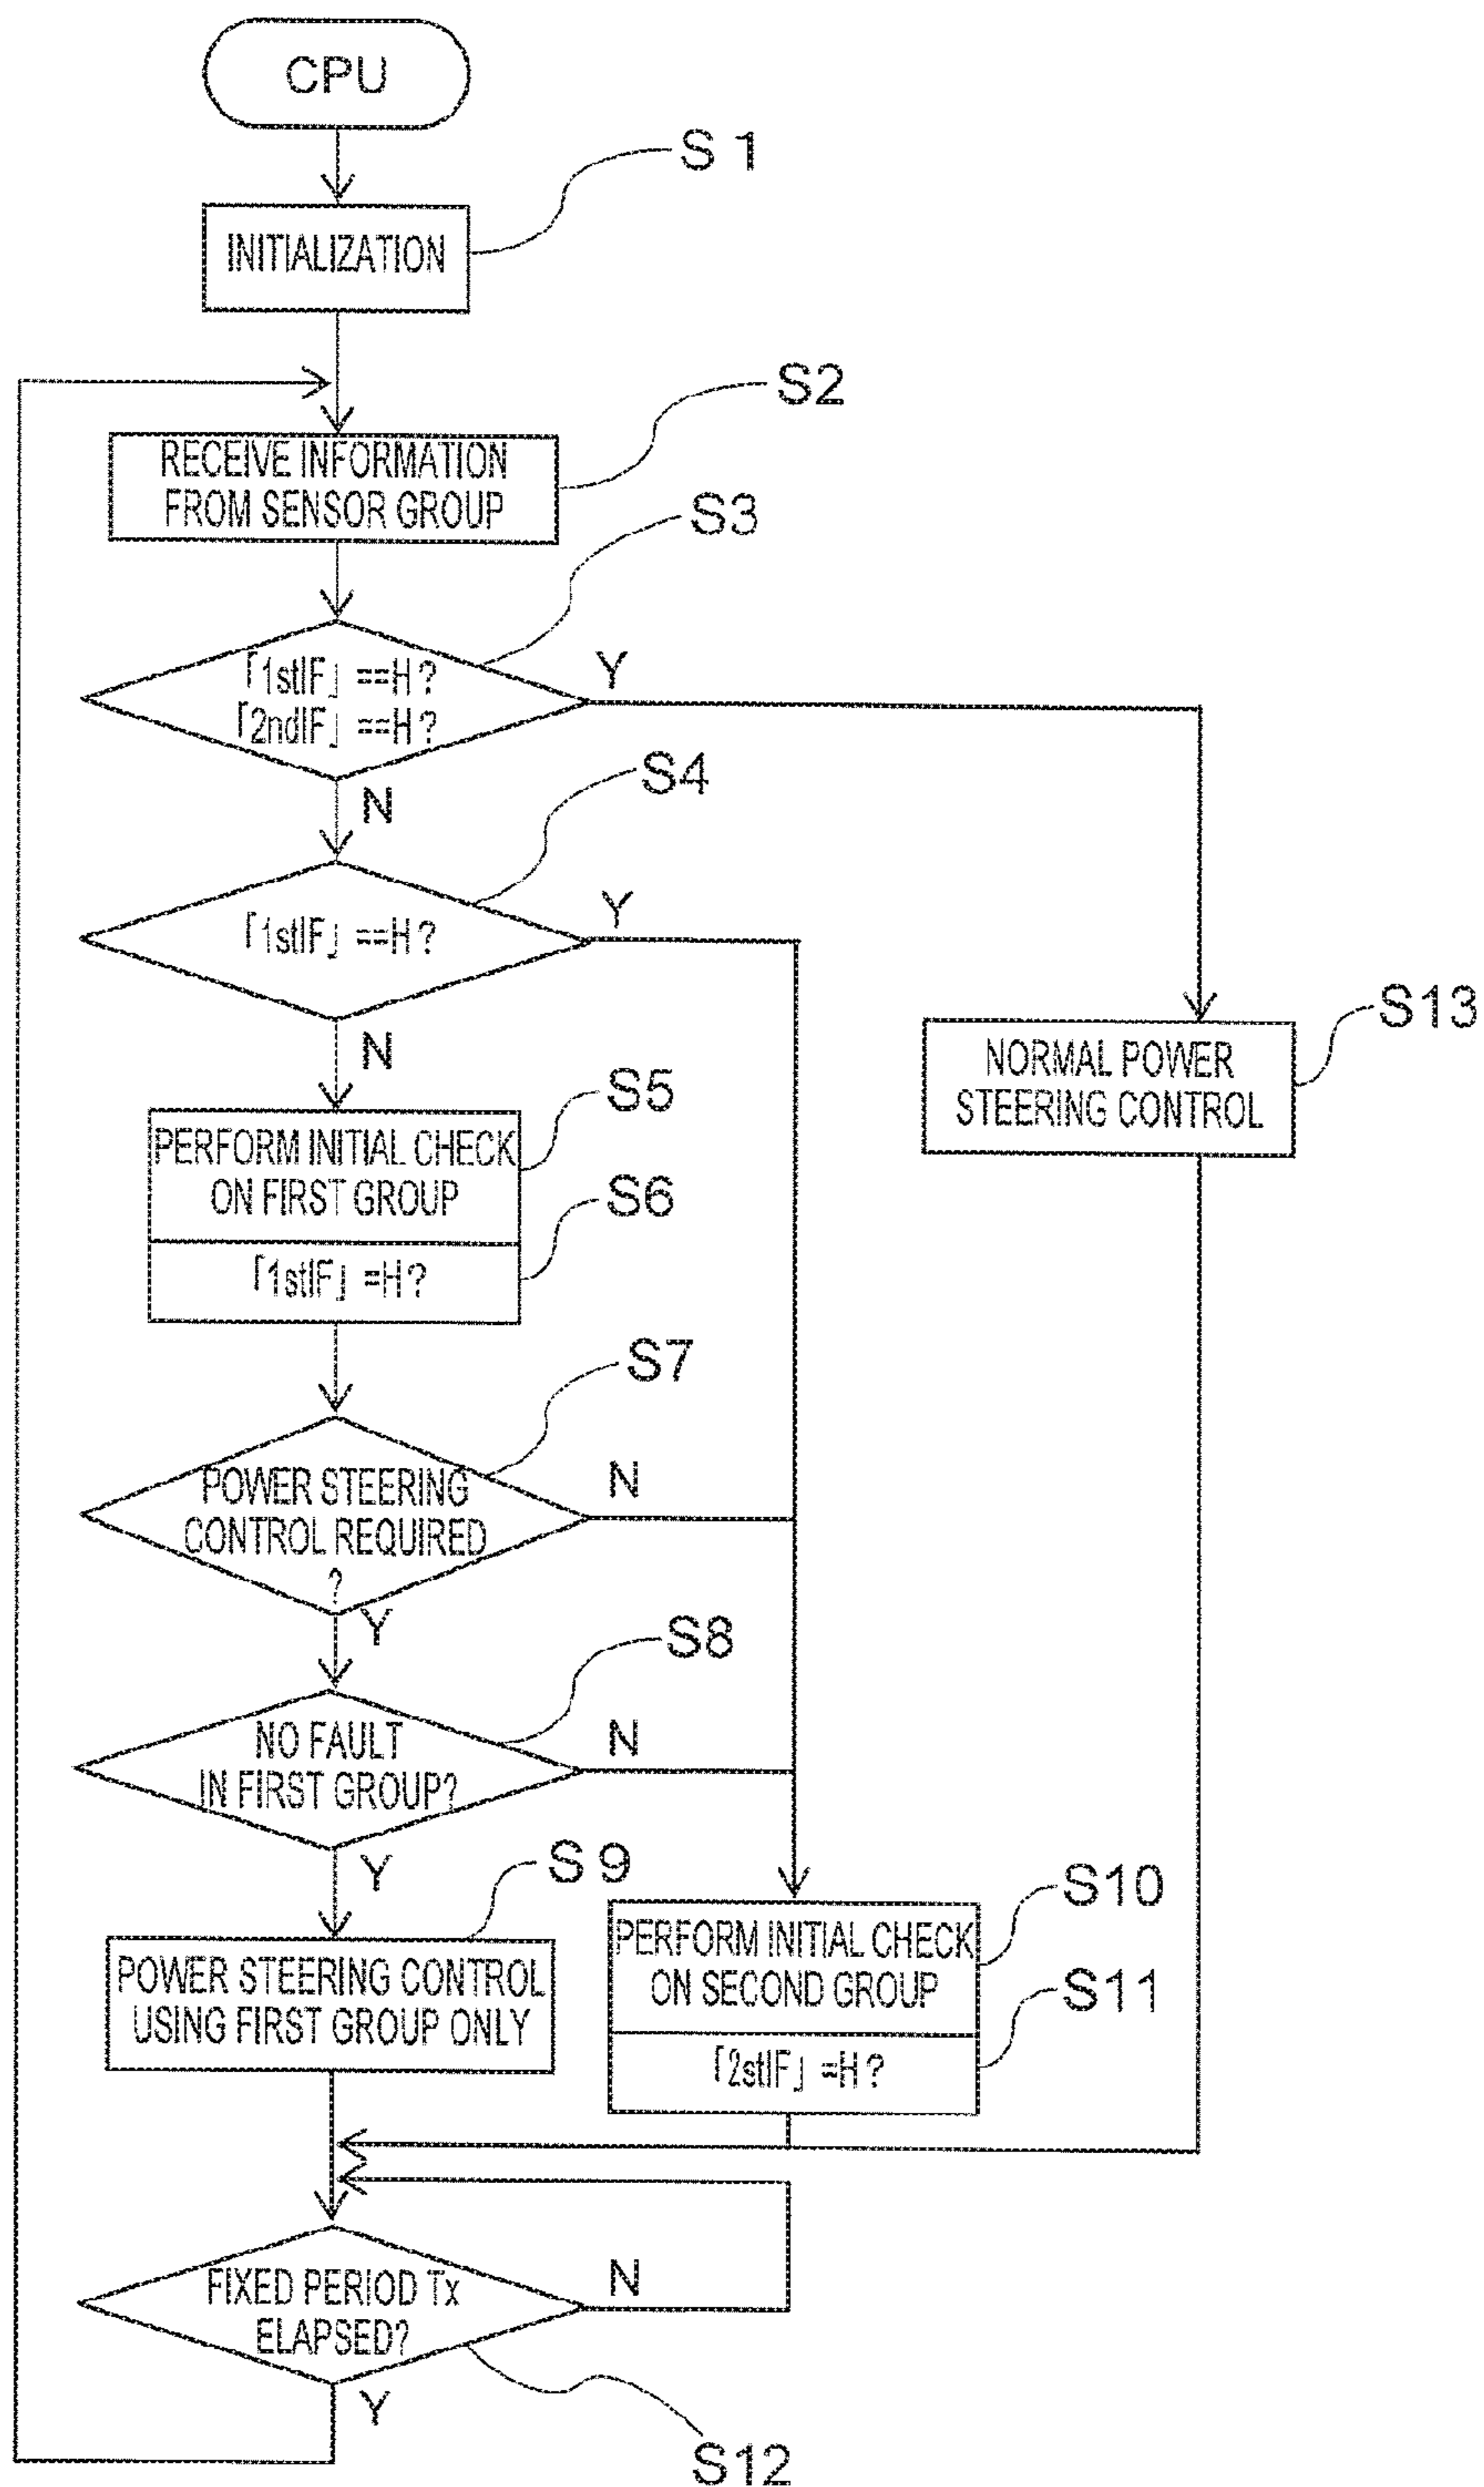 CPU
S1
INITIALIZATION
S2
RECEIVE INFORMATION
FROM SENSOR GROUP
S3
「1stIF」==H?
「2ndIF」==H?
Y
N
S4
「1stIF」==H?
Y
N
S13
NORMAL POWER
STEERING CONTROL
S5
PERFORM INITIAL CHECK
ON FIRST GROUP
S6
「1stIF」=H?
S7
POWER STEERING
CONTROL REQUIRED
?
N
Y
S8
NO FAULT
IN FIRST GROUP?
N
Y
S9
POWER STEERING CONTROL
USING FIRST GROUP ONLY
S10
PERFORM INITIAL CHECK
ON SECOND GROUP
S11
「2stIF」=H?
FIXED PERIOD Tx
ELAPSED?
N
Y
S12